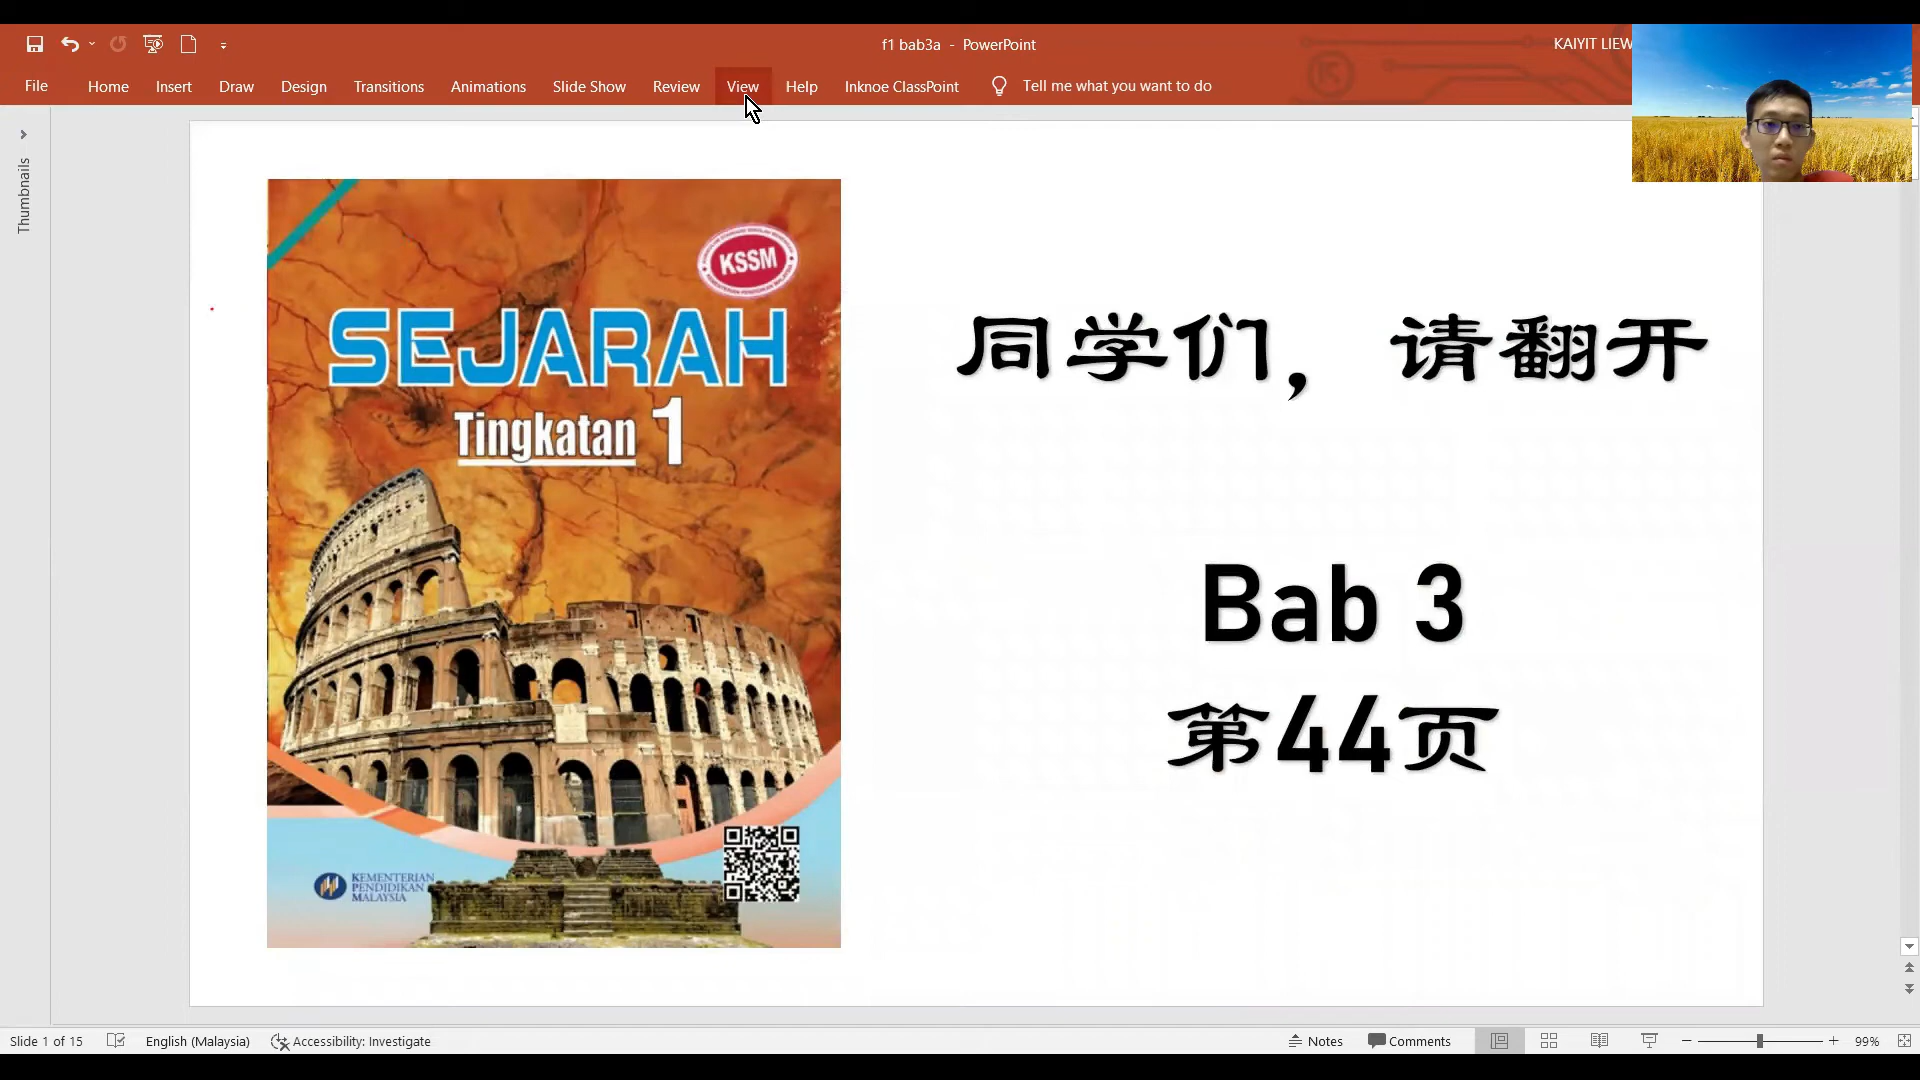 f1 bab3a - PowerPoint
KAIYIT LIEW
File Home Insert Draw Design Transitions Animations Slide Show Review View Help Inknoe ClassPoint Tell me what you want to do
Thumbnails
KSSM
SEJARAH
Tingkatan 1
KEMENTERIAN
PENDIDIKAN
MALAYSIA
同学们，请翻开
Bab 3
第44页
Slide 1 of 15 English (Malaysia) Accessibility: Investigate Notes Comments 99%